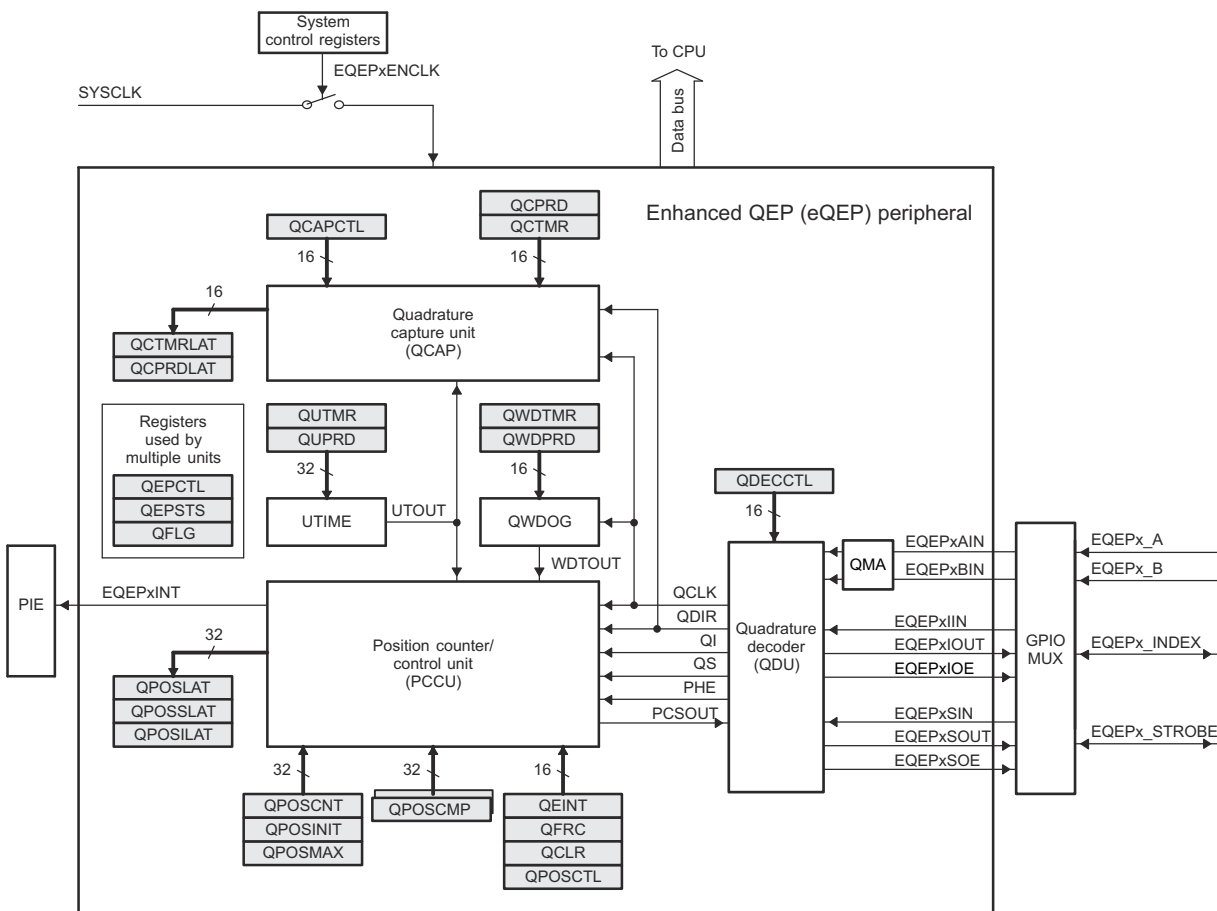 System
control registers
To CPU
EQEPxENCLK
SYSCLK
Data bus
Enhanced QEP (eQEP) peripheral
QCPRD
QCAPCTL
QCTMR
16
16
16
Quadrature
capture unit
(QCAP)
QCTMRLAT
QCPRDLAT
Registers
used by
multiple units
QEPCTL
QEPSTS
QFLG
QUTMR
QUPRD
32
QWDTMR
QWDPRD
16
QDECCTL
16
UTIME
UTOUT
QWDOG
WDTOUT
EQEPxAIN
EQEPxBIN
QMA
EQEPx_A
EQEPx_B
PIE
EQEPxINT
QCLK
QDIR
QI
QS
PHE
PCSOUT
Position counter/
control unit
(PCCU)
Quadrature
decoder
(QDU)
EQEPxIIN
EQEPxIOUT
EQEPxIOE
EQEPxSIN
EQEPxSOUT
EQEPxSOE
GPIO
MUX
EQEPx_INDEX
EQEPx_STROBE
32
QPOSLAT
QPOSSLAT
QPOSILAT
32
32
16
QPOSCNT
QPOSINIT
QPOSMAX
QPOSCMP
QEINT
QFRC
QCLR
QPOSCTL